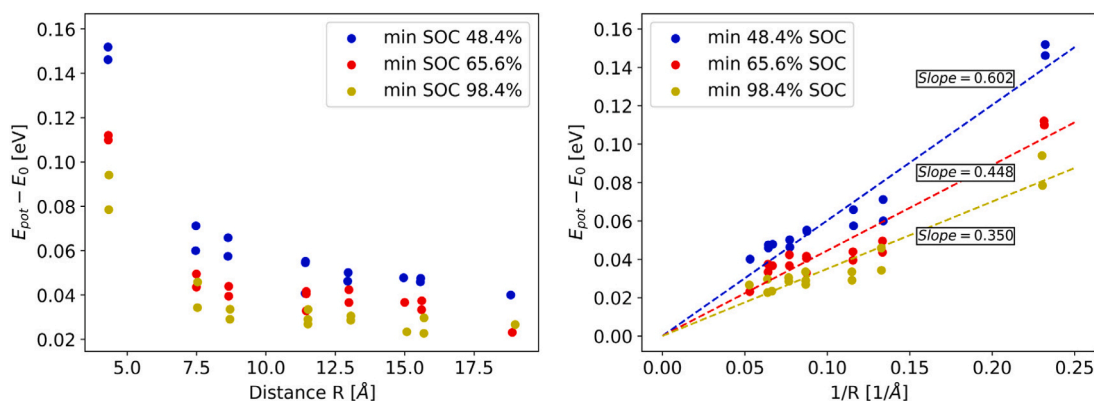 0.16
0.14
0.12
0.10
0.08
0.06
0.04
0.02
E_pot − E_0 [eV]
min SOC 48.4%
min SOC 65.6%
min SOC 98.4%
5.0 7.5 10.0 12.5 15.0 17.5
Distance R [Å]
0.16
0.14
0.12
0.10
0.08
0.06
0.04
0.02
0.00
E_pot − E_0 [eV]
min 48.4% SOC
min 65.6% SOC
min 98.4% SOC
Slope = 0.602
Slope = 0.448
Slope = 0.350
0.00 0.05 0.10 0.15 0.20 0.25
1/R [1/Å]